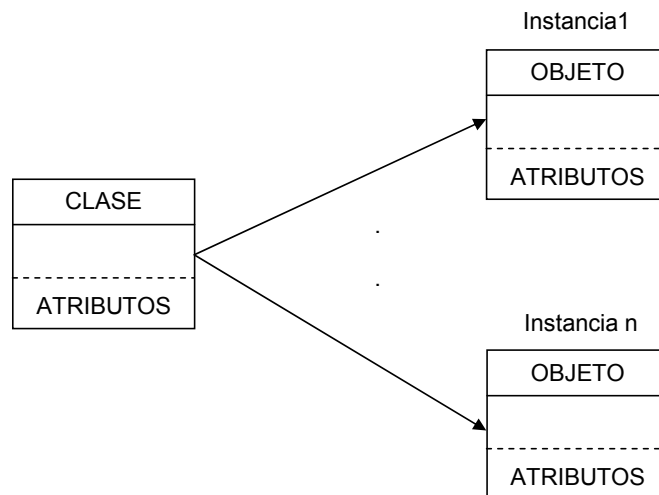 Instancia1
OBJETO
ATRIBUTOS
CLASE
ATRIBUTOS
.
.
Instancia n
OBJETO
ATRIBUTOS